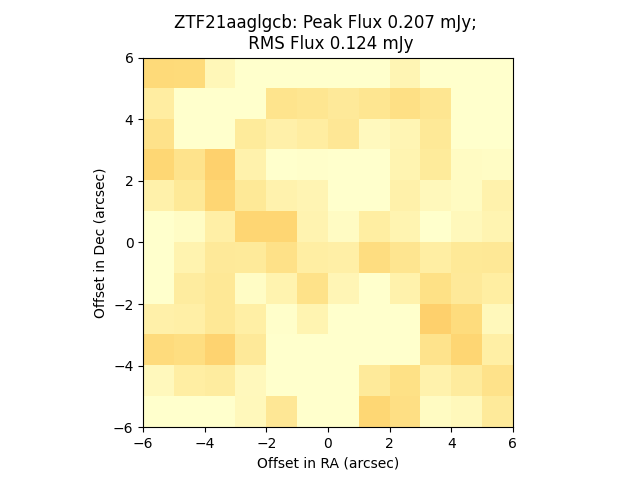 ZTF21aaglgcb: Peak Flux 0.207 mJy;
RMS Flux 0.124 mJy
6
4
2
0
−2
−4
−6
Offset in Dec (arcsec)
−6 −4 −2 0 2 4 6
Offset in RA (arcsec)